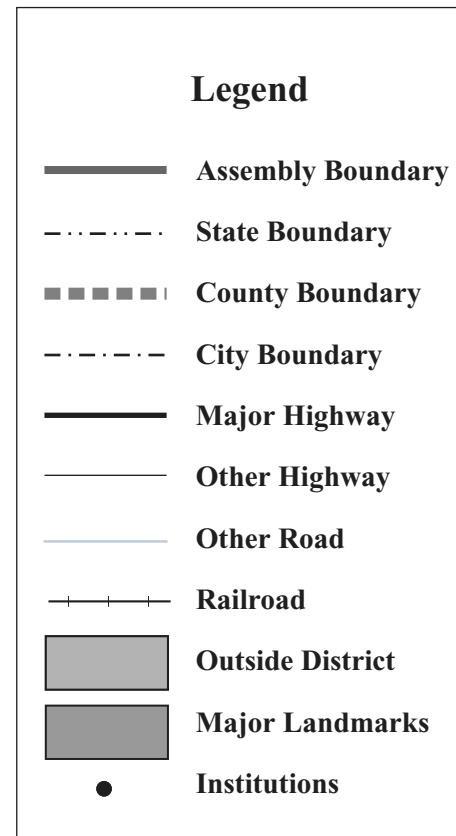 Legend
Assembly Boundary
State Boundary
County Boundary
City Boundary
Major Highway
Other Highway
Other Road
Railroad
Outside District
Major Landmarks
Institutions